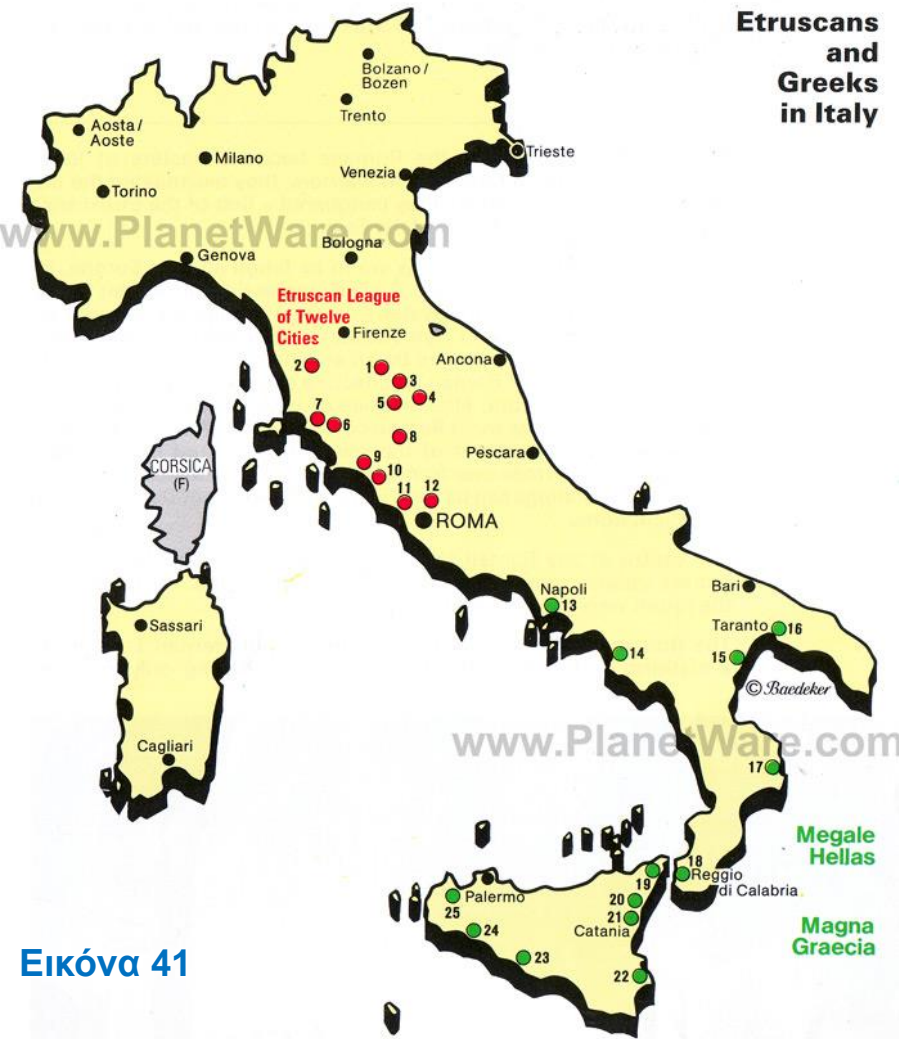 Etruscans
and
Greeks
in Italy
Bolzano/
Bozen
Trento
Aosta/
Aoste
Milano
Trieste
Venezia
Torino
www.PlanetWare.com
Bologna
Genova
Etruscan League
of Twelve
Cities
Firenze
Ancona
2
1
3
4
5
7
6
8
Pescara
9
CORSICA
(F)
10
11
12
ROMA
Napoli
13
Bari
Sassari
Taranto
16
14
15
© Baedeker
www.PlanetWare.com
Cagliari
17
Megale
Hellas
18
Reggio
di Calabria
19
Palermo
20
25
21
Catania
24
Magna
Graecia
23
22
Εικόνα 41